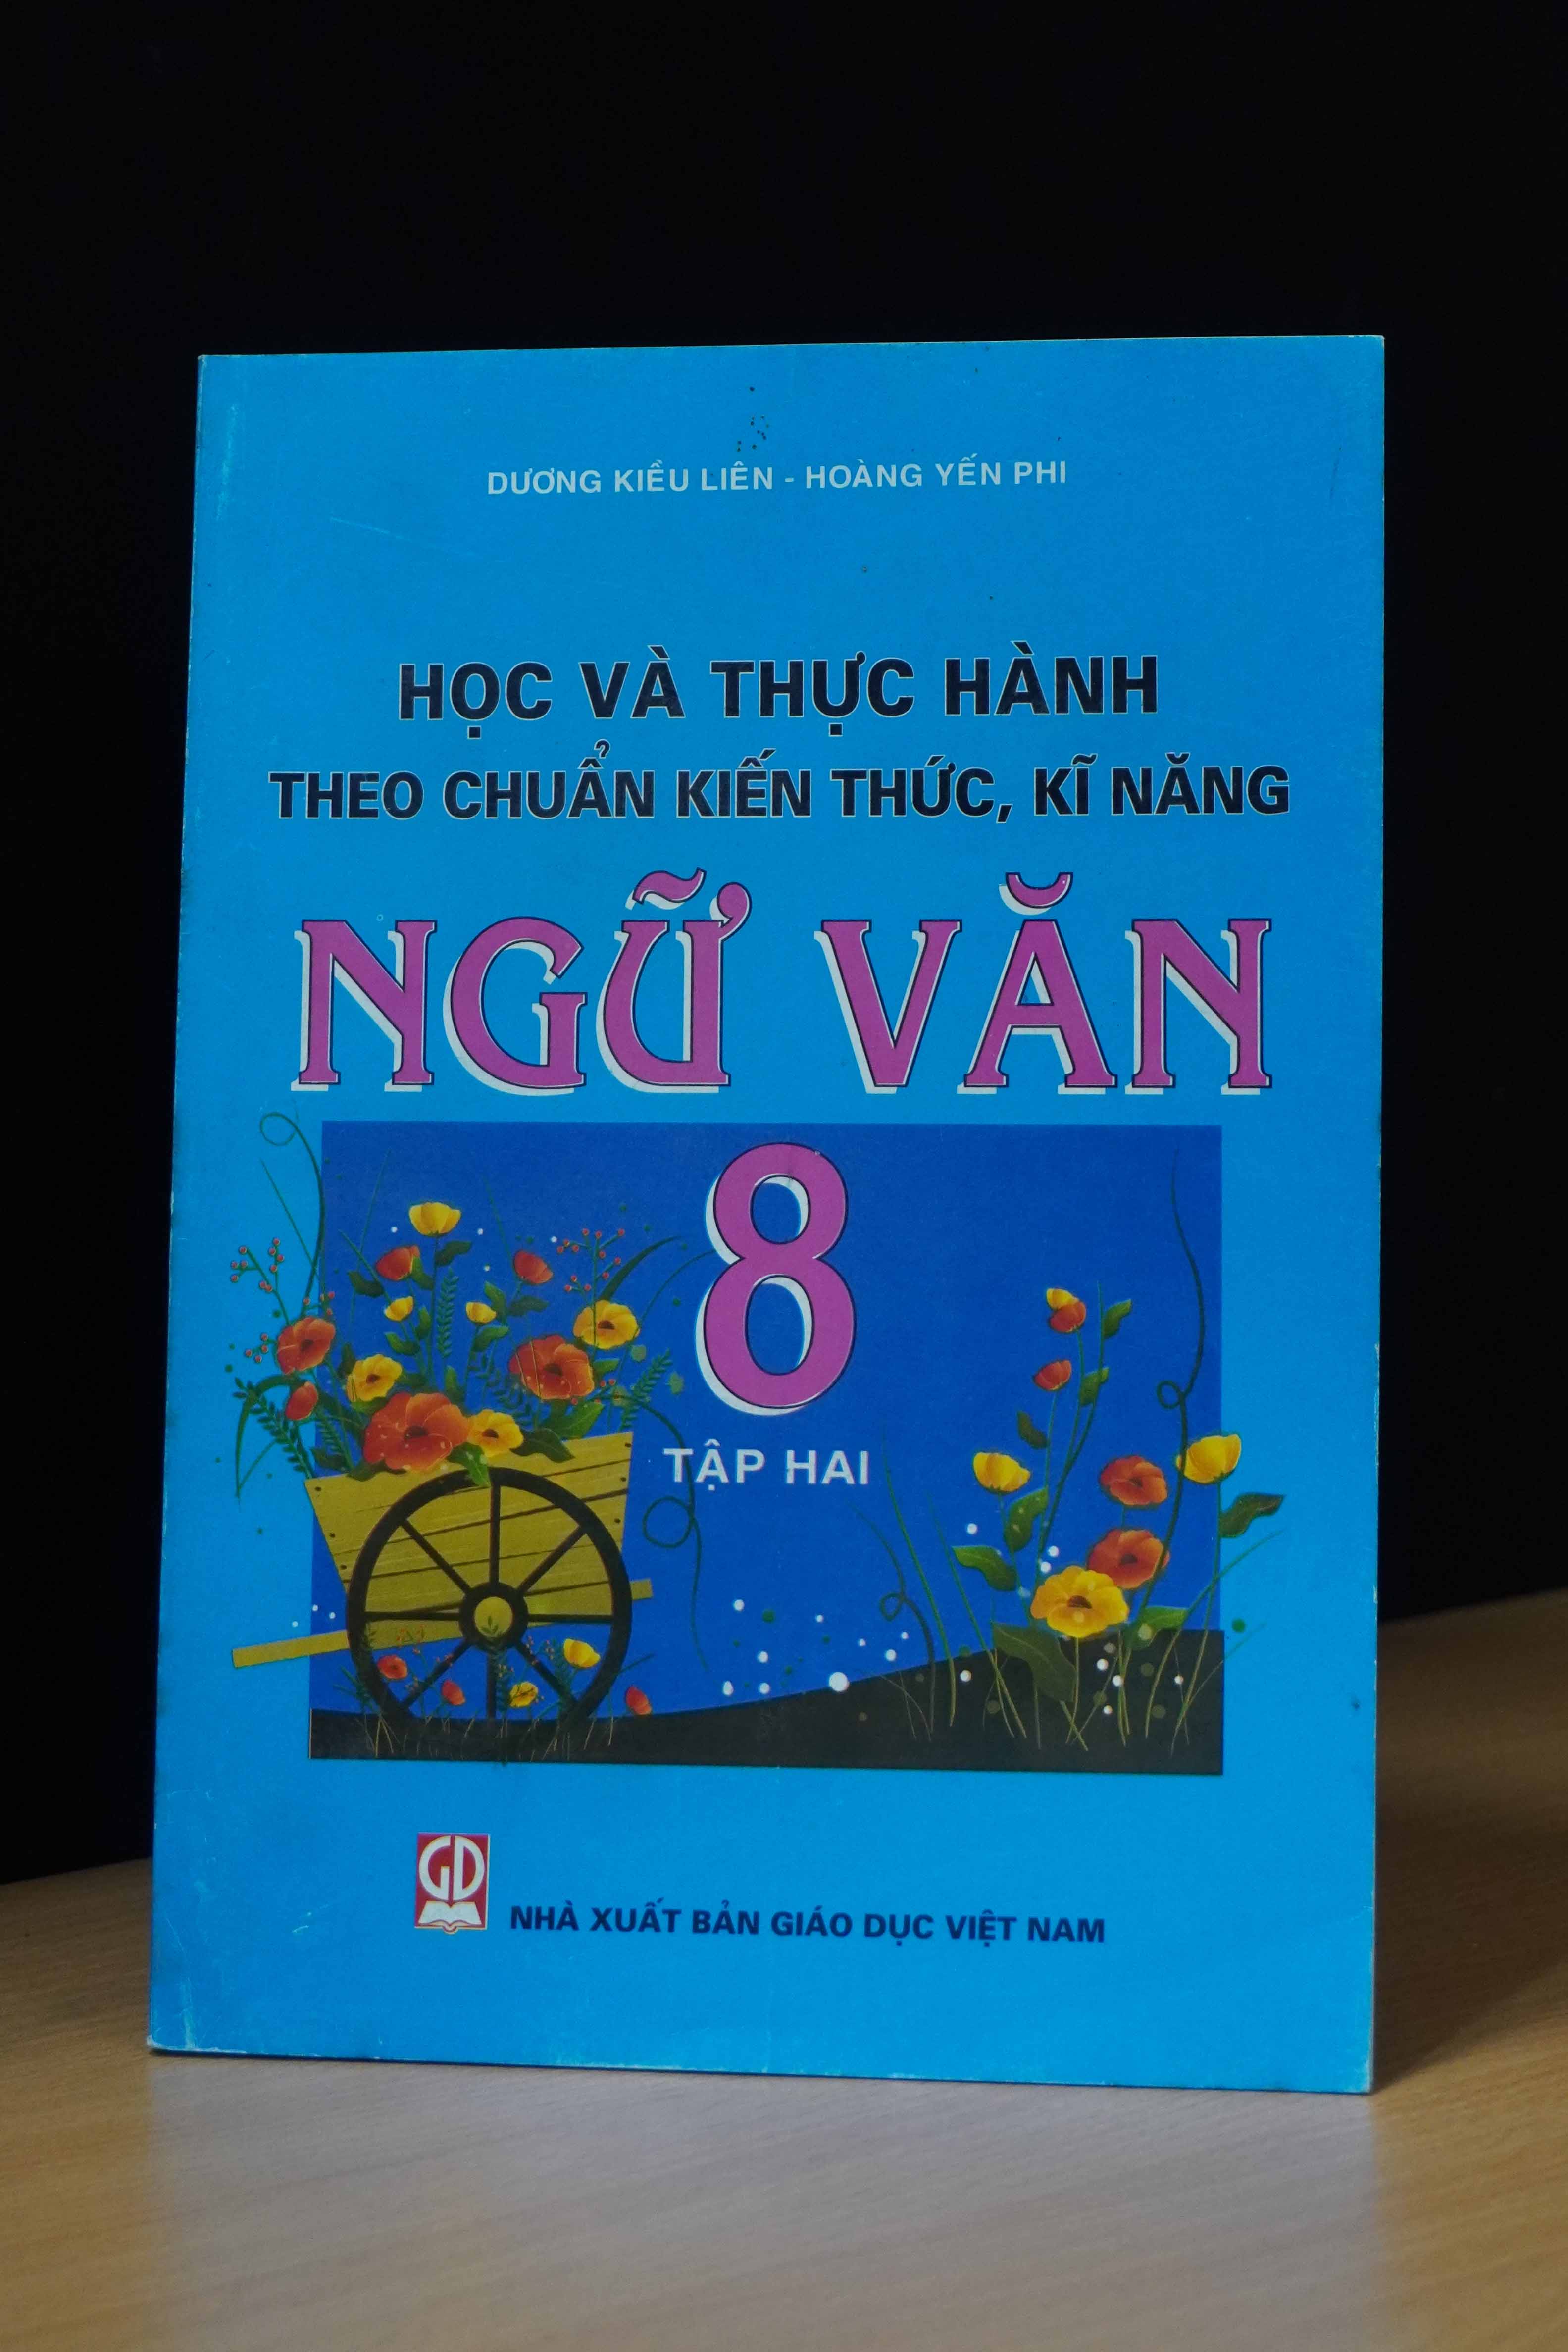 DƯƠNG KIỀU LIÊN - HOÀNG YẾN PHI
HỌC VÀ THỰC HÀNH
THEO CHUẨN KIẾN THỨC, KĨ NĂNG
NGỮ VĂN
8
TẬP HAI
GD
NHÀ XUẤT BẢN GIÁO DỤC VIỆT NAM